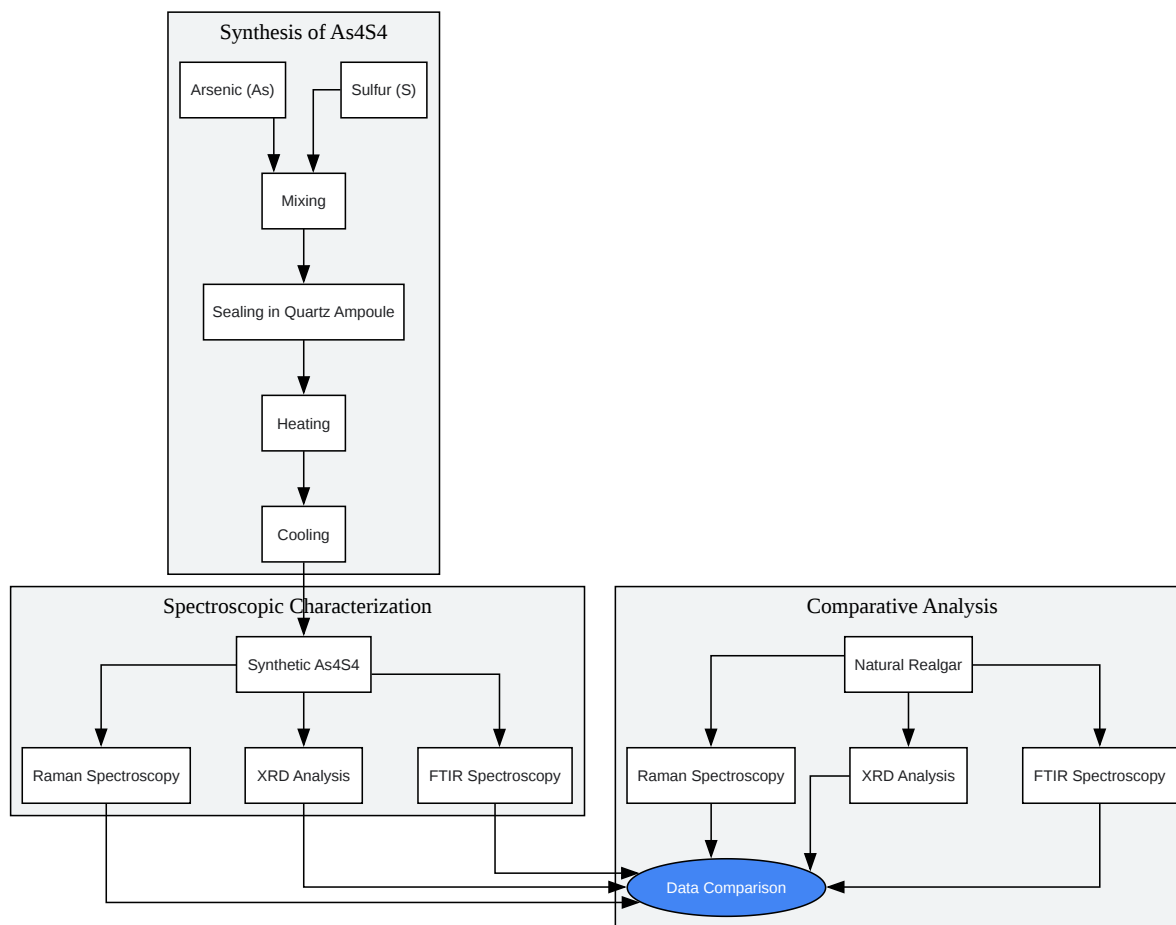 Synthesis of As4S4
Arsenic (As)
Sulfur (S)
Mixing
Sealing in Quartz Ampoule
Heating
Cooling
Spectroscopic Characterization
Synthetic As4S4
Raman Spectroscopy
XRD Analysis
FTIR Spectroscopy
Comparative Analysis
Natural Realgar
Raman Spectroscopy
XRD Analysis
FTIR Spectroscopy
Data Comparison